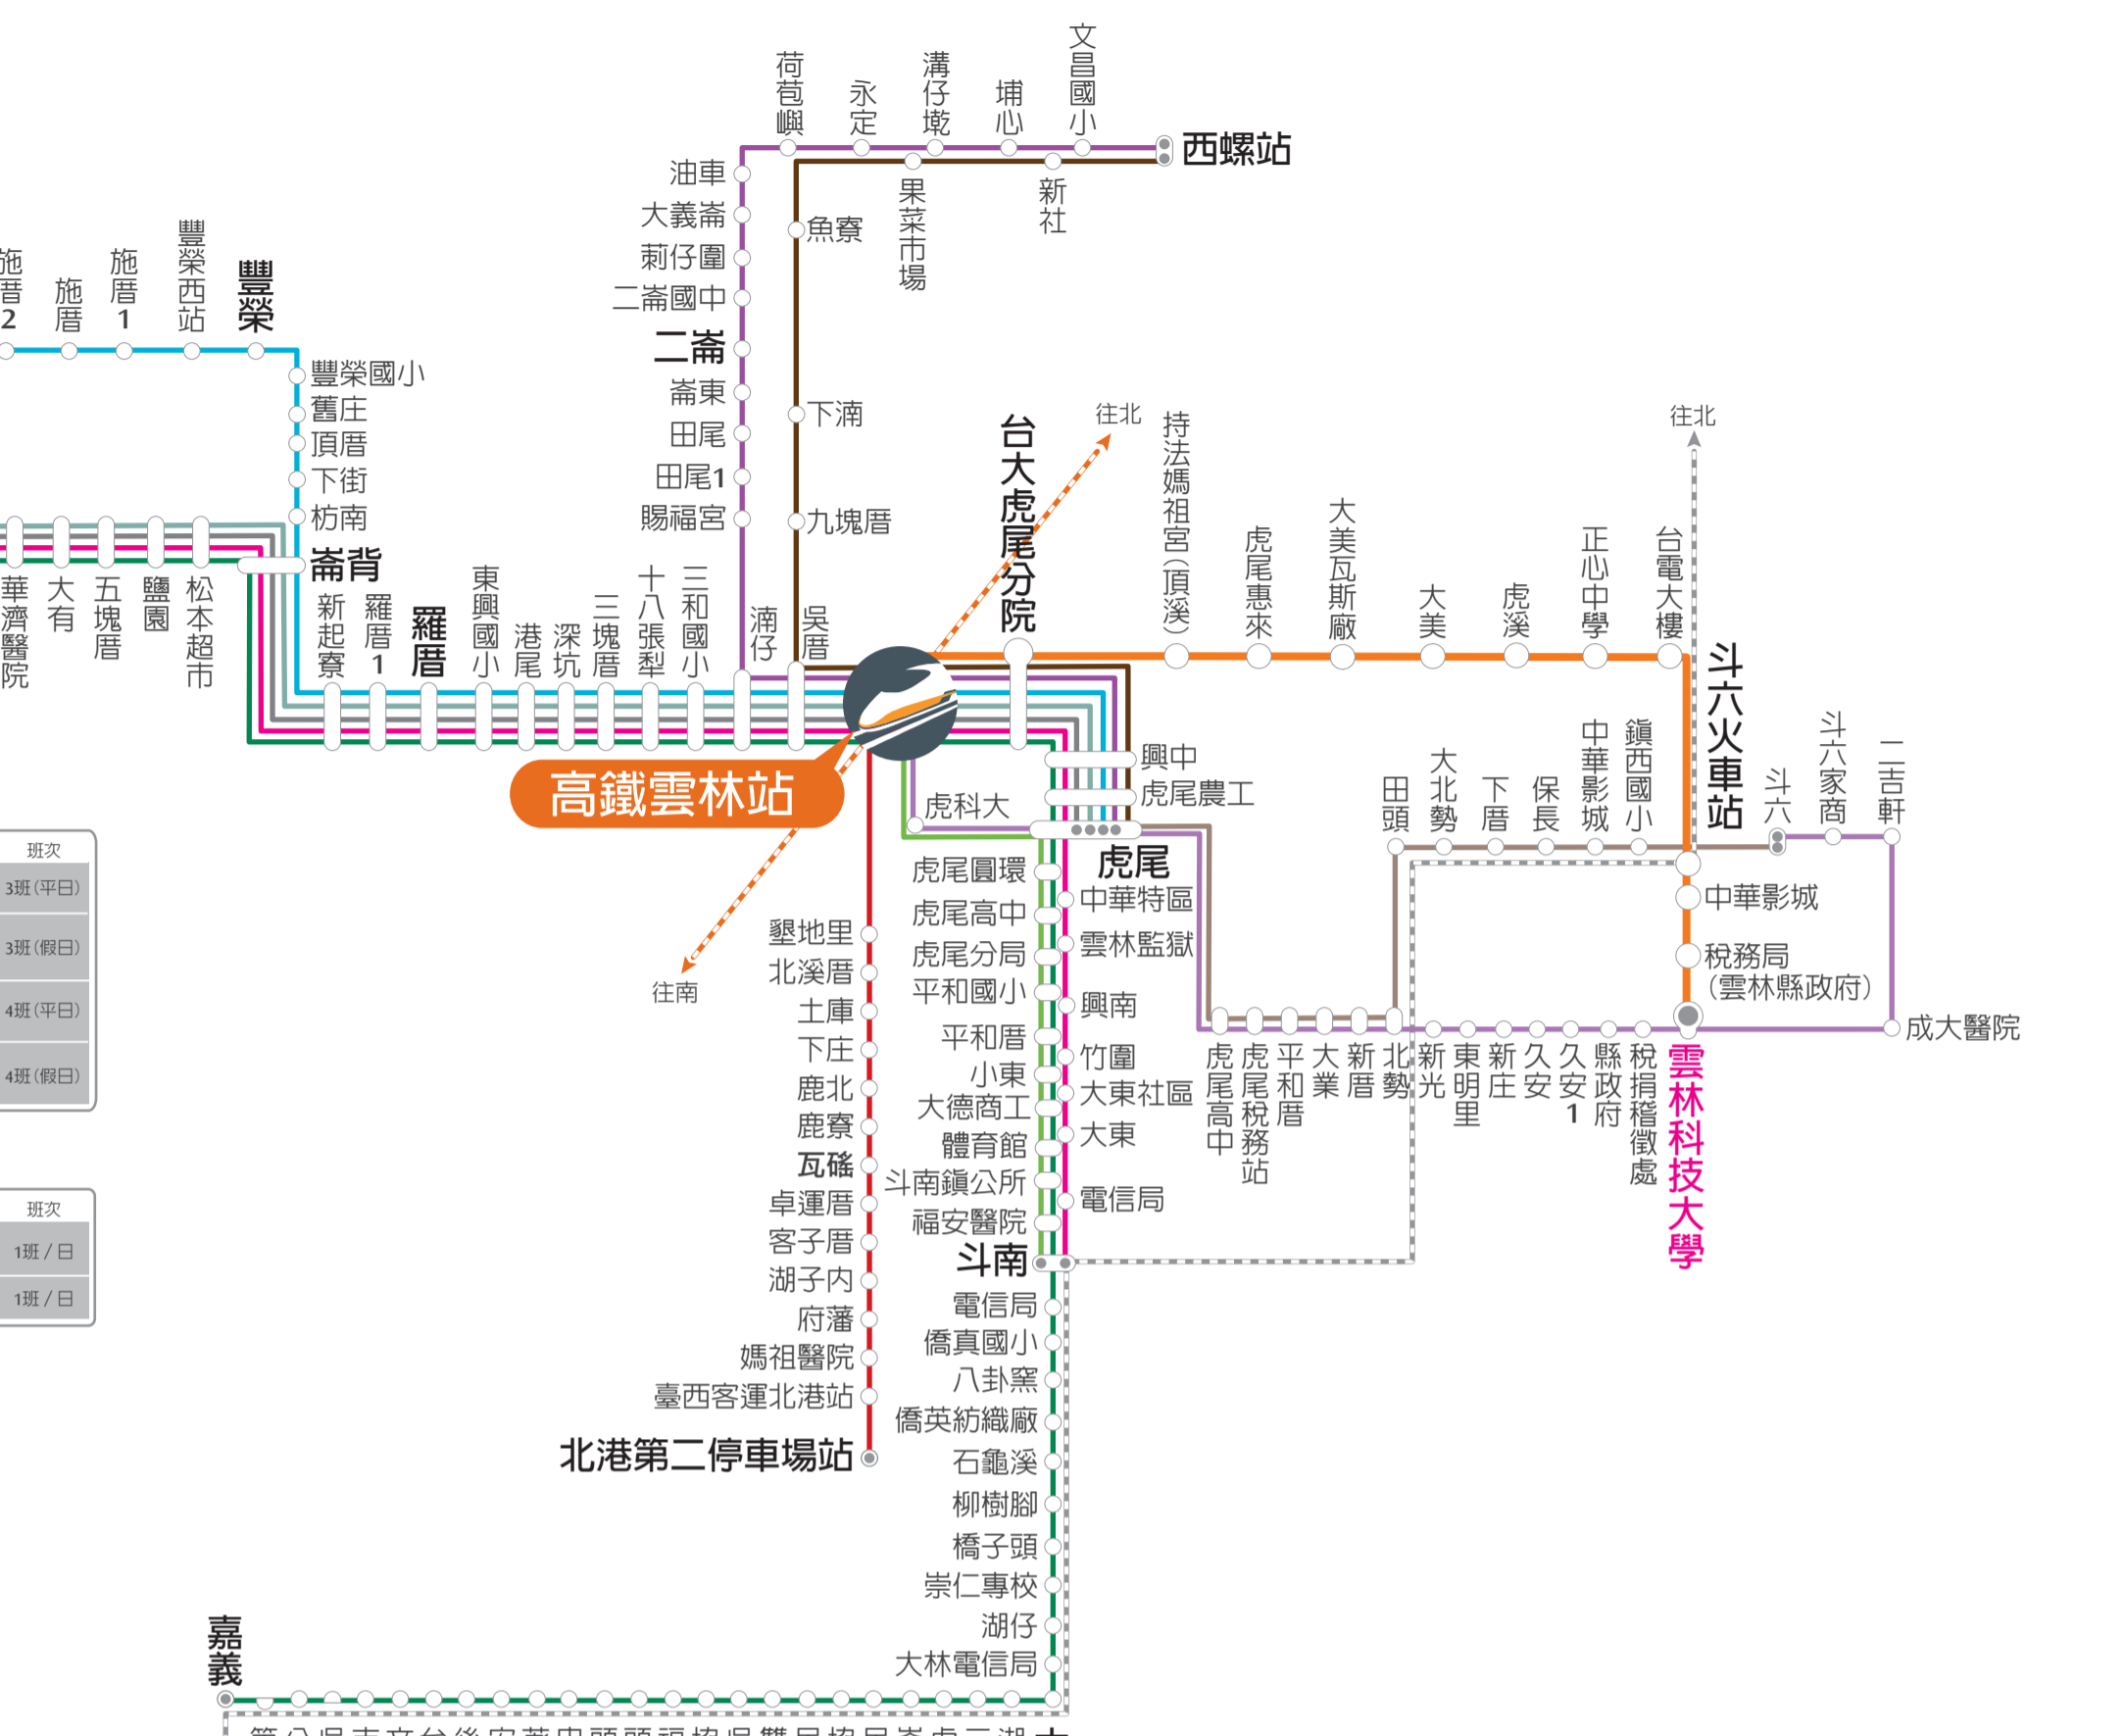 文昌國小
埔心
溝仔墘
永定
荷苞嶼
西螺站
果菜市場
新社
油車
大義崙
莿仔圍
二崙國中
二崙
崙東
田尾
田尾1
賜福宮
魚寮
下湳
九塊厝
施厝2
施厝
施厝1
豐榮西站
豐榮
豐榮國小
舊庄
頂厝
下街
枋南
崙背
華濟醫院
大有
五塊厝
鹽園
松本超市
新起寮
羅厝1
羅厝
東興國小
港尾
深坑
三塊厝
十八張犁
三和國小
湳仔
吳厝
台大虎尾分院
往北
持法媽祖宮(頂溪)
虎尾惠來
大美瓦斯廠
大美
虎溪
正心中學
台電大樓
往北
斗六火車站
高鐵雲林站
往南
虎科大
興中
虎尾農工
虎尾
田頭
大北勢
下厝
保長
中華影城
鎮西國小
斗六
斗六家商
二吉軒
中華影城
稅務局
(雲林縣政府)
成大醫院
虎尾高中
虎尾稅務站
平和厝
大業
新厝
北勢
新光
東明里
新庄
久安
久安1
縣政府
稅捐稽徵處
雲林科技大學
虎尾圓環
虎尾高中
虎尾分局
平和國小
平和厝
小東
大德商工
體育館
斗南鎮公所
福安醫院
斗南
中華特區
雲林監獄
興南
竹圍
大東社區
大東
電信局
墾地里
北溪厝
土庫
下庄
鹿北
鹿寮
瓦磘
卓運厝
客子厝
湖子內
府藩
媽祖醫院
臺西客運北港站
北港第二停車場站
電信局
僑真國小
八卦窯
僑英紡織廠
石龜溪
柳樹腳
橋子頭
崇仁專校
湖仔
大林電信局
嘉義
班次
3班(平日)
3班(假日)
4班(平日)
4班(假日)
班次
1班/日
1班/日